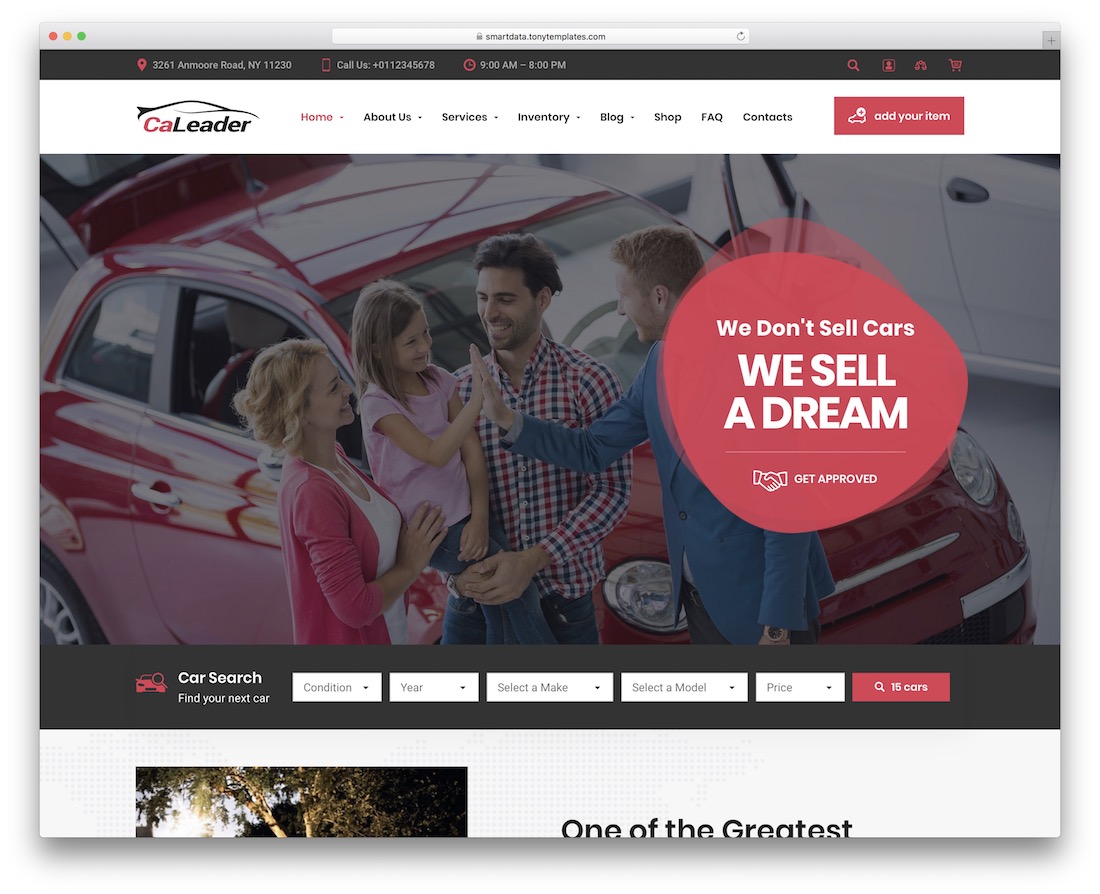 smartdata.tonytemplates.com
3261 Anmoore Road, NY 11230 Call Us: +0112345678 9:00 AM – 8:00 PM
CaLeader
Home About Us Services Inventory Blog Shop FAQ Contacts
add your item
We Don't Sell Cars
WE SELL
A DREAM
GET APPROVED
Car Search
Find your next car
Condition Year Select a Make Select a Model Price 15 cars
One of the Greatest